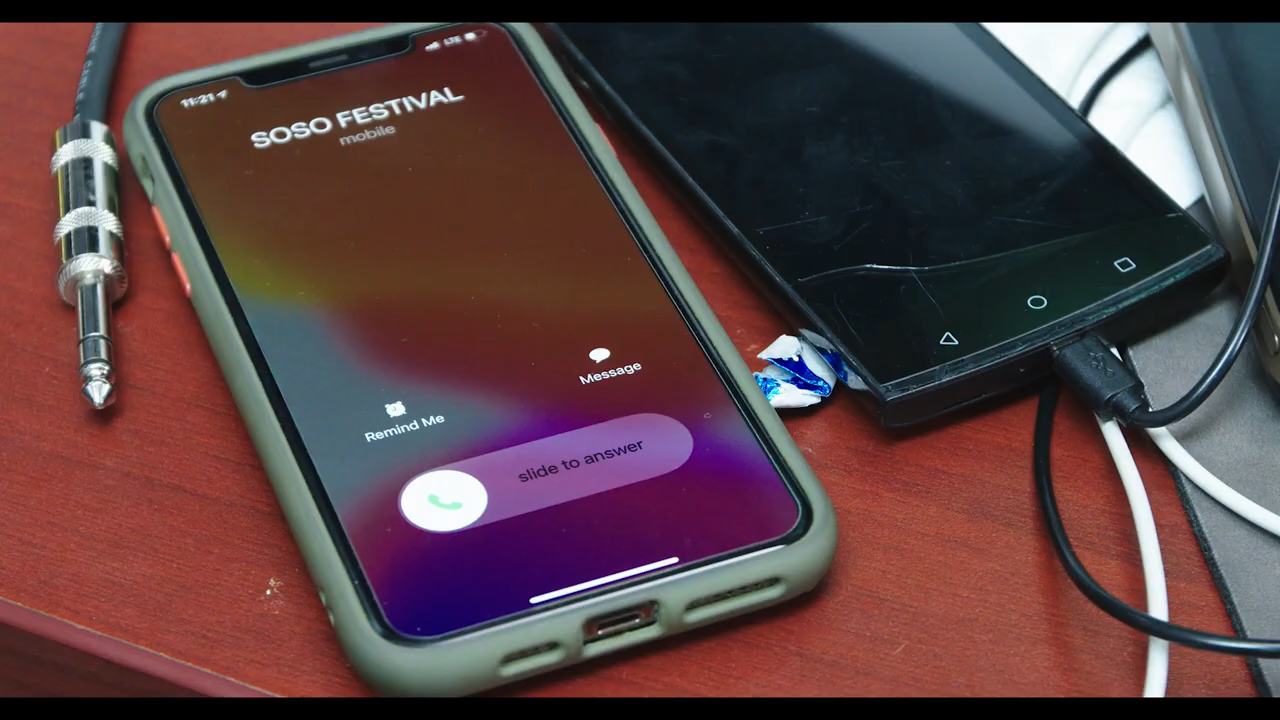 11:21
LTE
SOSO FESTIVAL
mobile
Message
Remind Me
slide to answer